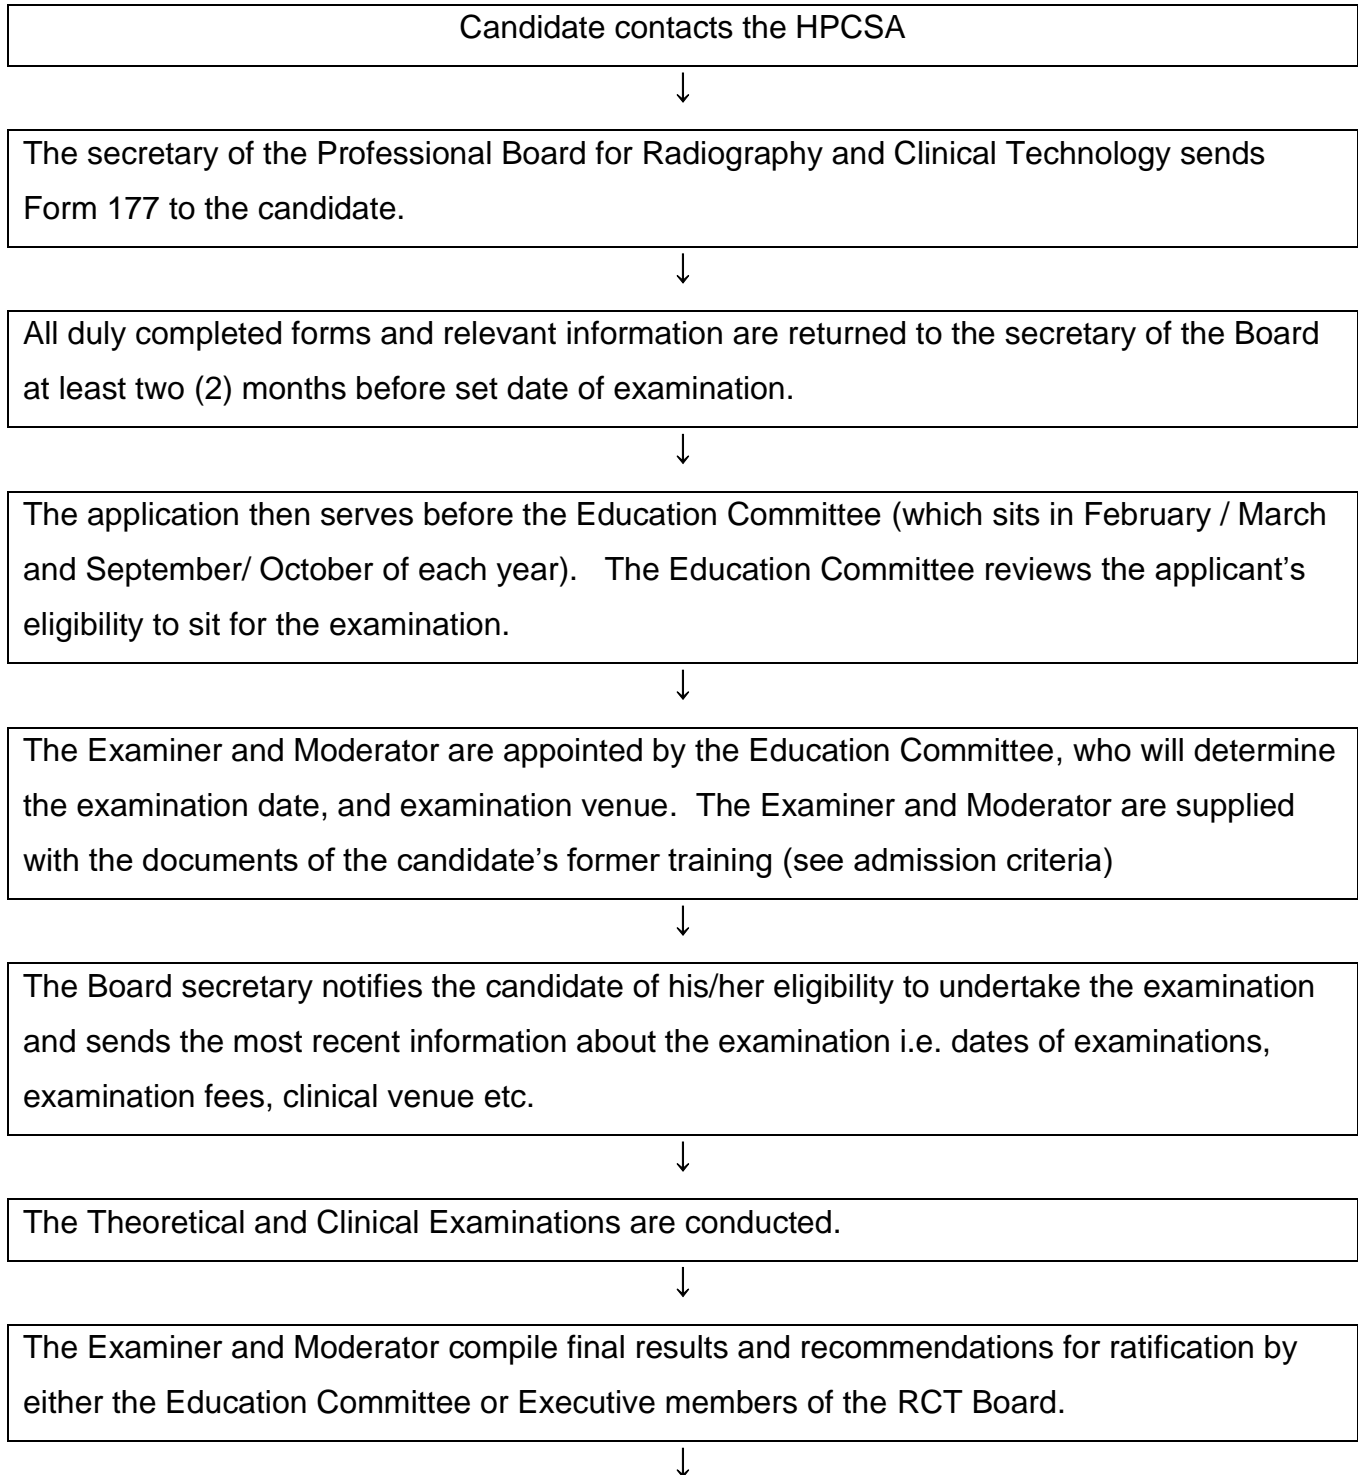 Candidate contacts the HPCSA
↓
The secretary of the Professional Board for Radiography and Clinical Technology sends
Form 177 to the candidate.
↓
All duly completed forms and relevant information are returned to the secretary of the Board
at least two (2) months before set date of examination.
↓
The application then serves before the Education Committee (which sits in February / March
and September/ October of each year).   The Education Committee reviews the applicant's
eligibility to sit for the examination.
↓
The Examiner and Moderator are appointed by the Education Committee, who will determine
the examination date, and examination venue.  The Examiner and Moderator are supplied
with the documents of the candidate's former training (see admission criteria)
↓
The Board secretary notifies the candidate of his/her eligibility to undertake the examination
and sends the most recent information about the examination i.e. dates of examinations,
examination fees, clinical venue etc.
↓
The Theoretical and Clinical Examinations are conducted.
↓
The Examiner and Moderator compile final results and recommendations for ratification by
either the Education Committee or Executive members of the RCT Board.
↓